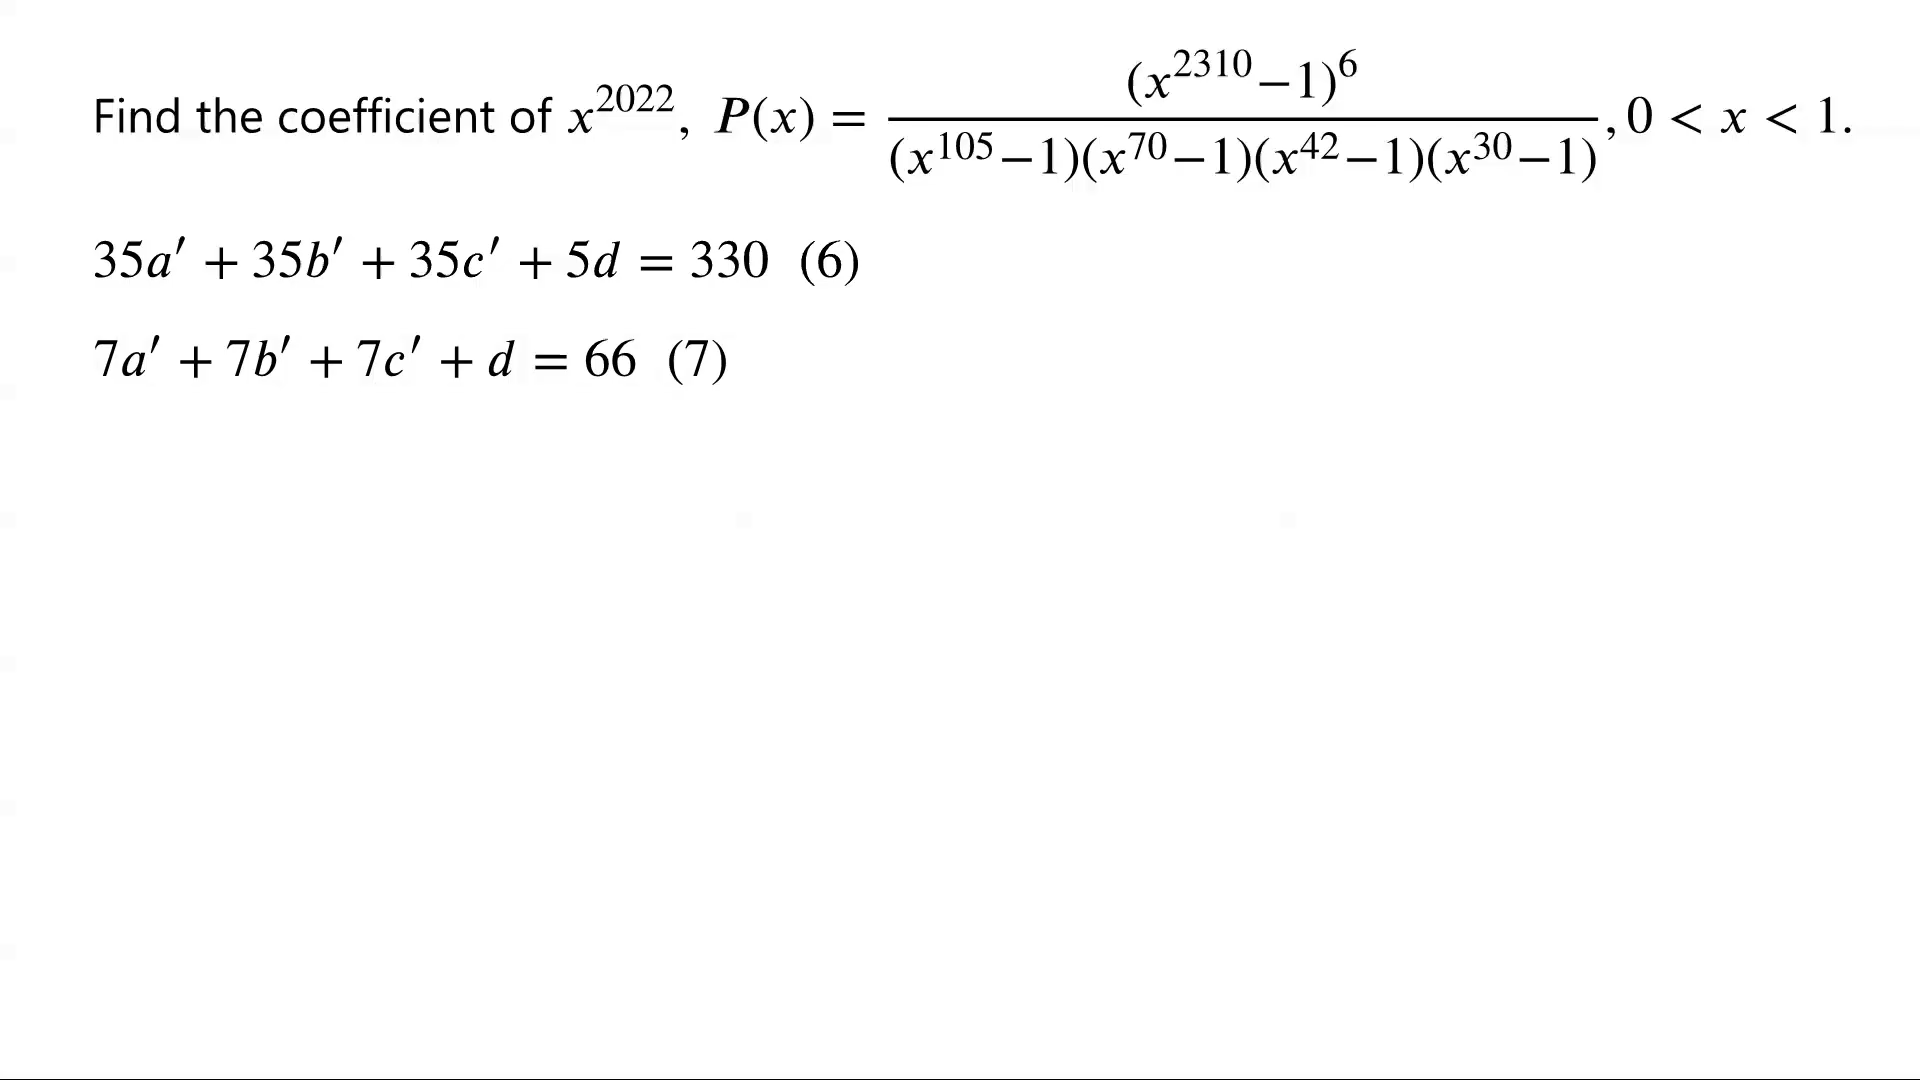 Find the coefficient of $x^{2022}$, $P(x) = \frac{(x^{2310}-1)^6}{(x^{105}-1)(x^{70}-1)(x^{42}-1)(x^{30}-1)}, 0 < x < 1.$
$35a' + 35b' + 35c' + 5d = 330$ (6)
$7a' + 7b' + 7c' + d = 66$ (7)